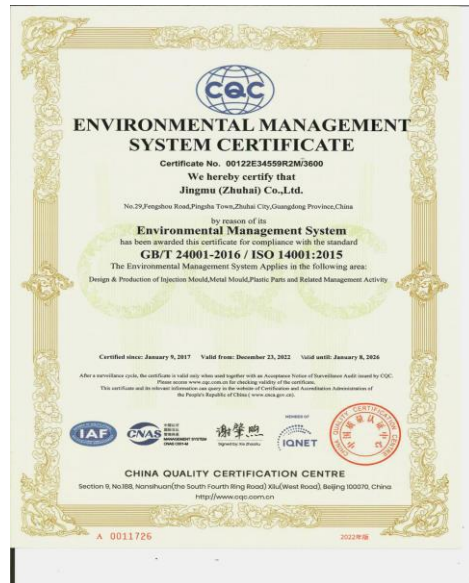 CQC
ENVIRONMENTAL MANAGEMENT
SYSTEM CERTIFICATE
Certificate No. 00122E34559R2M/3600
We hereby certify that
Jingmu (Zhuhai) Co.,Ltd.
No.29,Fengshou Road,Pingsha Town,Zhuhai City,Guangdong Province,China
by reason of its
Environmental Management System
has been awarded this certificate for compliance with the standard
GB/T 24001-2016 / ISO 14001:2015
The Environmental Management System Applies in the following area:
Design & Production of Injection Mould,Metal Mould,Plastic Parts and Related Management Activity
Certified since: January 9, 2017 Valid from: December 23, 2022 Valid until: January 8, 2026
After a surveillance cycle, the certificate is valid only when used together with an Acceptance Notice of Surveillance Audit issued by CQC.
Please access www.cqc.com.cn for checking validity of the certificate.
This certificate and its relevant information can query in the website of Certification and Accreditation Administration of
the People's Republic of China ( www.cnca.gov.cn).
IAF
CNAS
MANAGEMENT SYSTEM
MEMBER OF
IQNET
CHINA QUALITY CERTIFICATION CENTRE
CHINA QUALITY CERTIFICATION CENTRE
Section 9, No.188, Nansihuan(the South Fourth Ring Road) Xilu(West Road), Beijing 100070, China
http://www.cqc.com.cn
A 0011726
2022年版